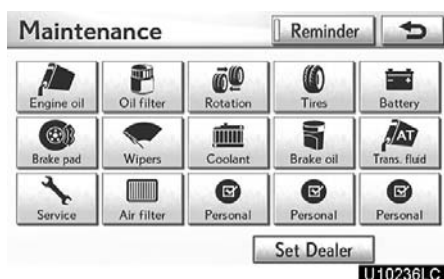 Maintenance Reminder
Engine oil Oil filter Rotation Tires Battery
Brake pad Wipers Coolant Brake oil AT Trans. fluid
Service Air filter Personal Personal Personal
Set Dealer
U10236LC